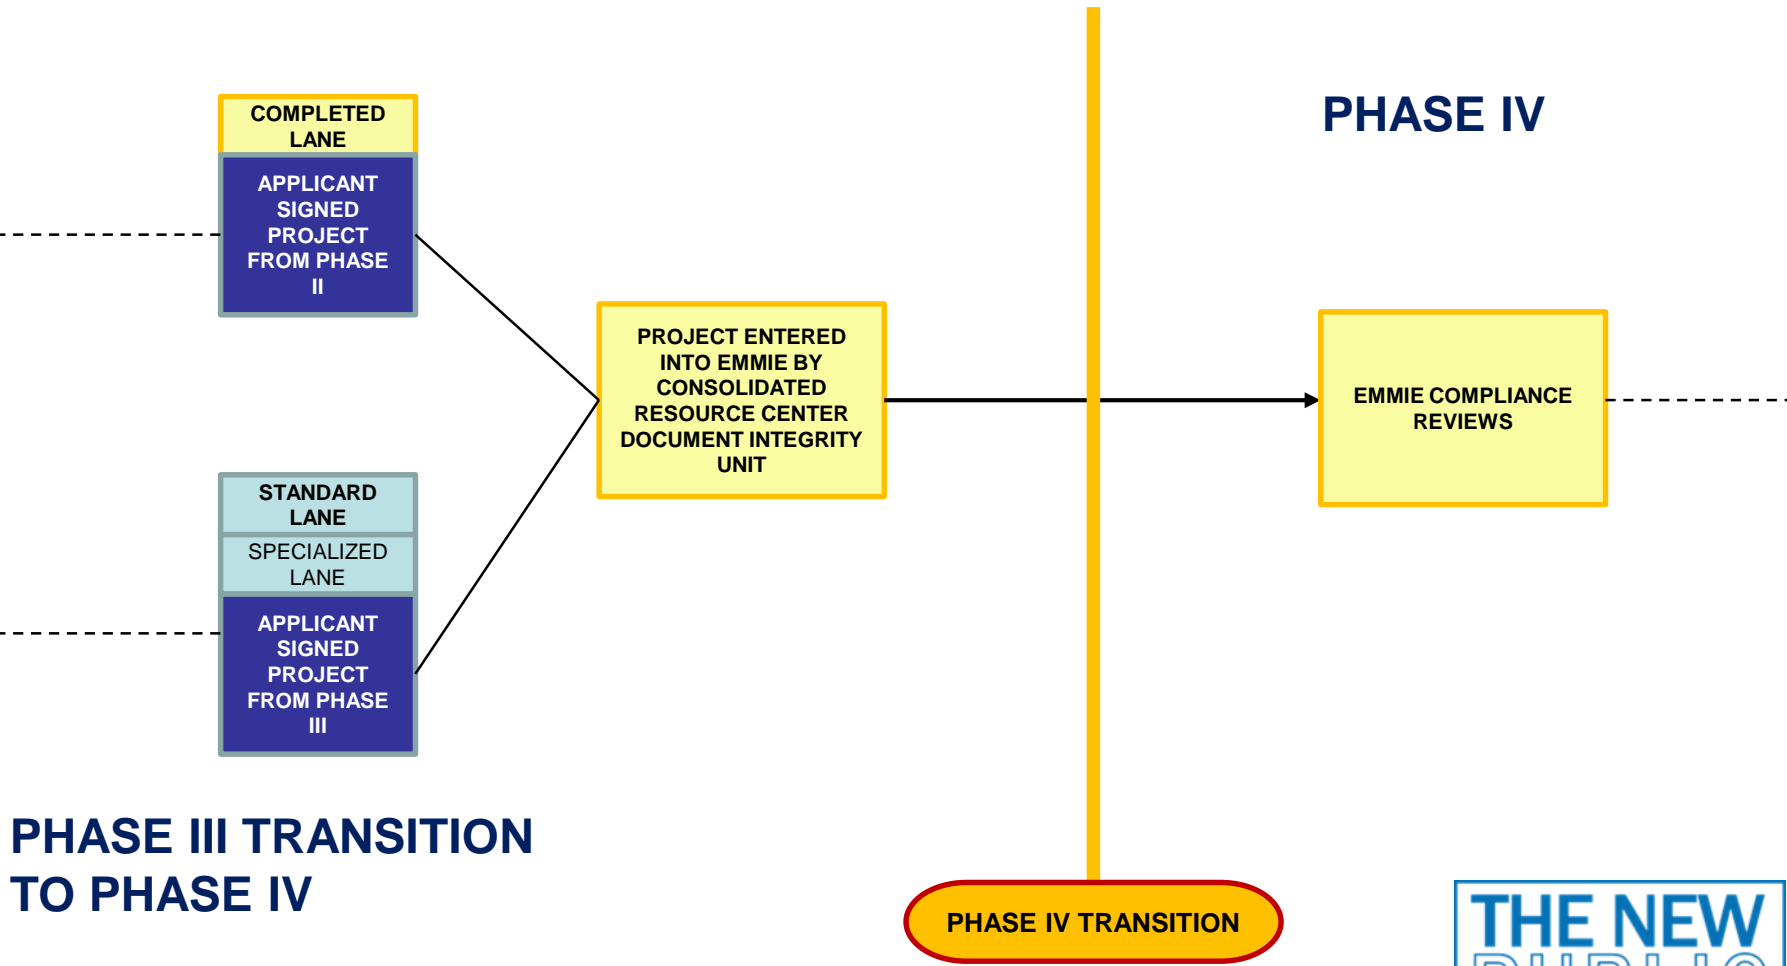 COMPLETED
LANE
APPLICANT
SIGNED
PROJECT
FROM PHASE
II
STANDARD
LANE
SPECIALIZED
LANE
APPLICANT
SIGNED
PROJECT
FROM PHASE
III
PROJECT ENTERED
INTO EMMIE BY
CONSOLIDATED
RESOURCE CENTER
DOCUMENT INTEGRITY
UNIT
PHASE IV
EMMIE COMPLIANCE
REVIEWS
PHASE III TRANSITION
TO PHASE IV
PHASE IV TRANSITION
THE NEW
PUBLIC